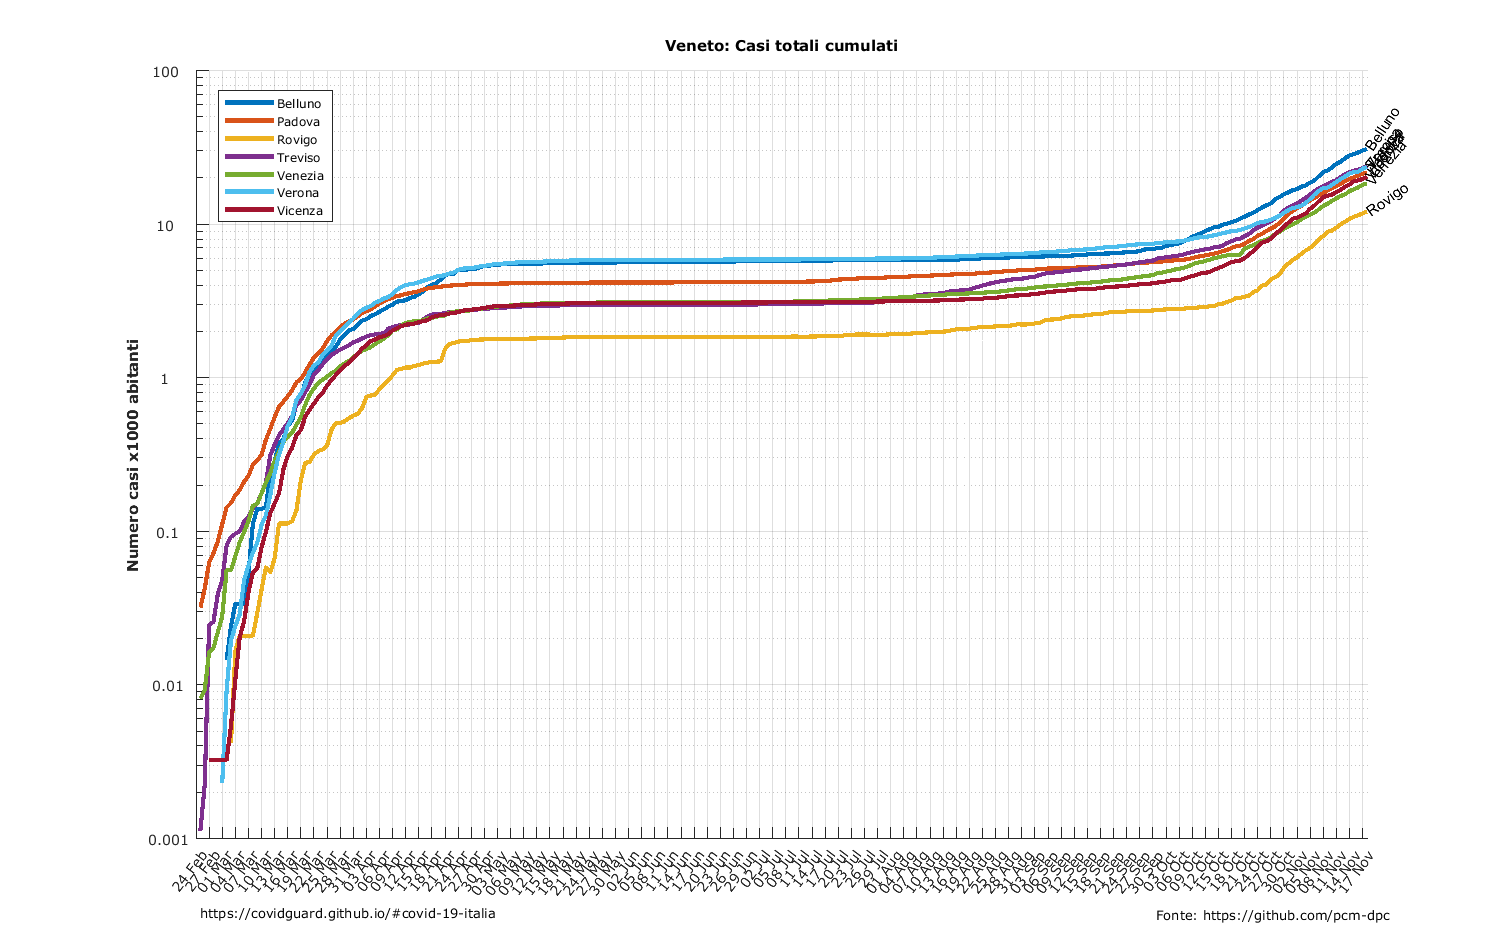 Veneto: Casi totali cumulati
100
10
1
0.1
0.01
0.001
Numero casi x1000 abitanti
Belluno
Padova
Rovigo
Treviso
Venezia
Verona
Vicenza
Belluno
Venezia
Rovigo
24 Feb
27 Feb
01 Mar
04 Mar
07 Mar
10 Mar
13 Mar
16 Mar
19 Mar
22 Mar
25 Mar
28 Mar
31 Mar
03 Apr
06 Apr
09 Apr
12 Apr
15 Apr
18 Apr
21 Apr
24 Apr
27 Apr
30 Apr
03 May
06 May
09 May
12 May
15 May
18 May
21 May
24 May
27 May
30 May
02 Jun
05 Jun
08 Jun
11 Jun
14 Jun
17 Jun
20 Jun
23 Jun
26 Jun
29 Jun
02 Jul
05 Jul
08 Jul
11 Jul
14 Jul
17 Jul
20 Jul
23 Jul
26 Jul
29 Jul
01 Aug
04 Aug
07 Aug
10 Aug
13 Aug
16 Aug
19 Aug
22 Aug
25 Aug
28 Aug
31 Aug
03 Sep
06 Sep
09 Sep
12 Sep
15 Sep
18 Sep
21 Sep
24 Sep
27 Sep
30 Sep
03 Oct
06 Oct
09 Oct
12 Oct
15 Oct
18 Oct
21 Oct
24 Oct
27 Oct
30 Oct
02 Nov
05 Nov
08 Nov
11 Nov
14 Nov
17 Nov
https://covidguard.github.io/#covid-19-italia
Fonte: https://github.com/pcm-dpc